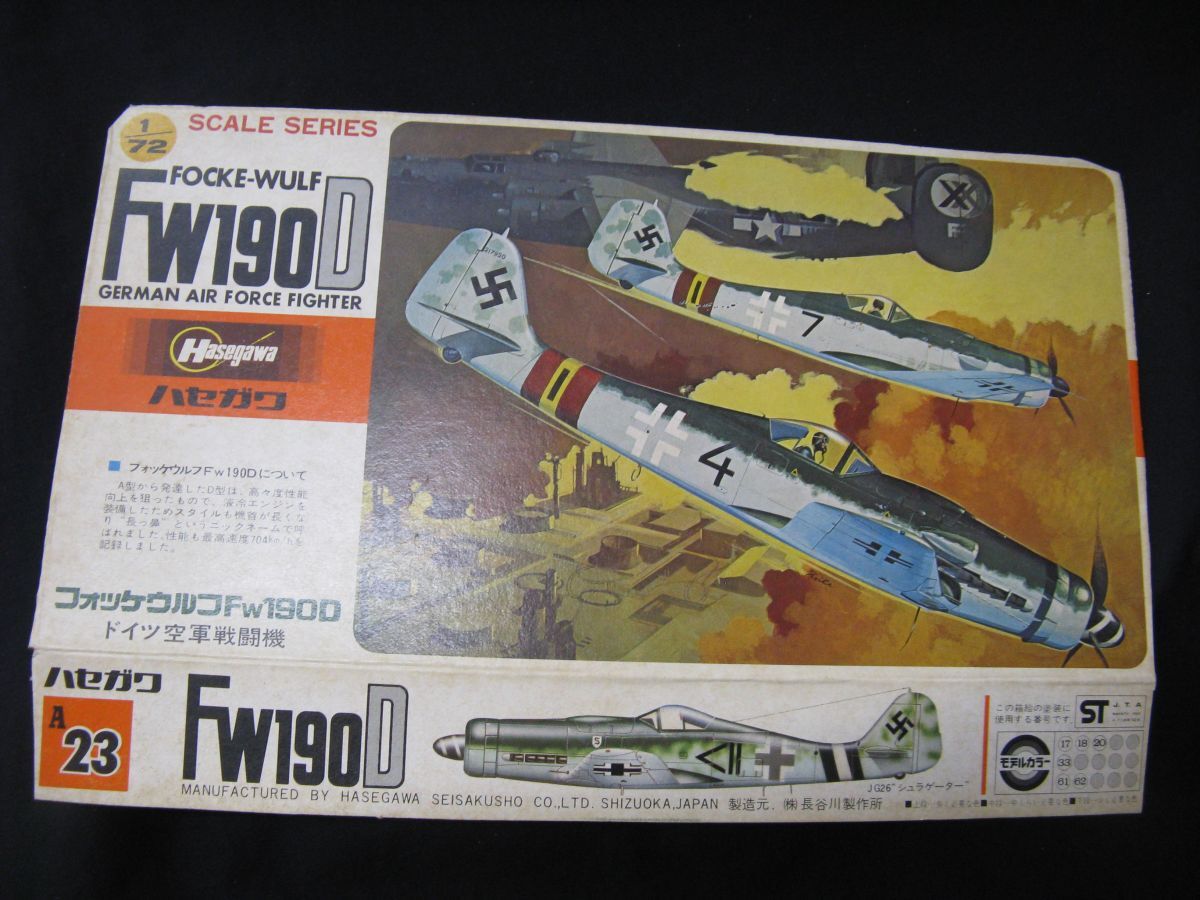 1/72
SCALE SERIES
FOCKE-WULF
FW190D
GERMAN AIR FORCE FIGHTER
Hasegawa
ハセガワ
■ フォッケウルフFw190Dについて
A型から発達したD型は、高々度性能
向上を狙ったもので、液冷エンジンを
装備したためスタイルも機首が長くな
り“長っ鼻”というニックネームで呼
ばれました。性能も最高速度704km/hを
記録しました。
フォッケウルフFw190D
ドイツ空軍戦闘機
217950
4
7
ハセガワ
A
23
FW190D
MANUFACTURED BY HASEGAWA SEISAKUSHO CO.,LTD. SHIZUOKA,JAPAN 製造元.(株)長谷川製作所
JG26“シュラゲーター”
この箱絵の塗装に
使用する番号です
ST
J.T.A
モデルカラー
17 18 20
33
61 62